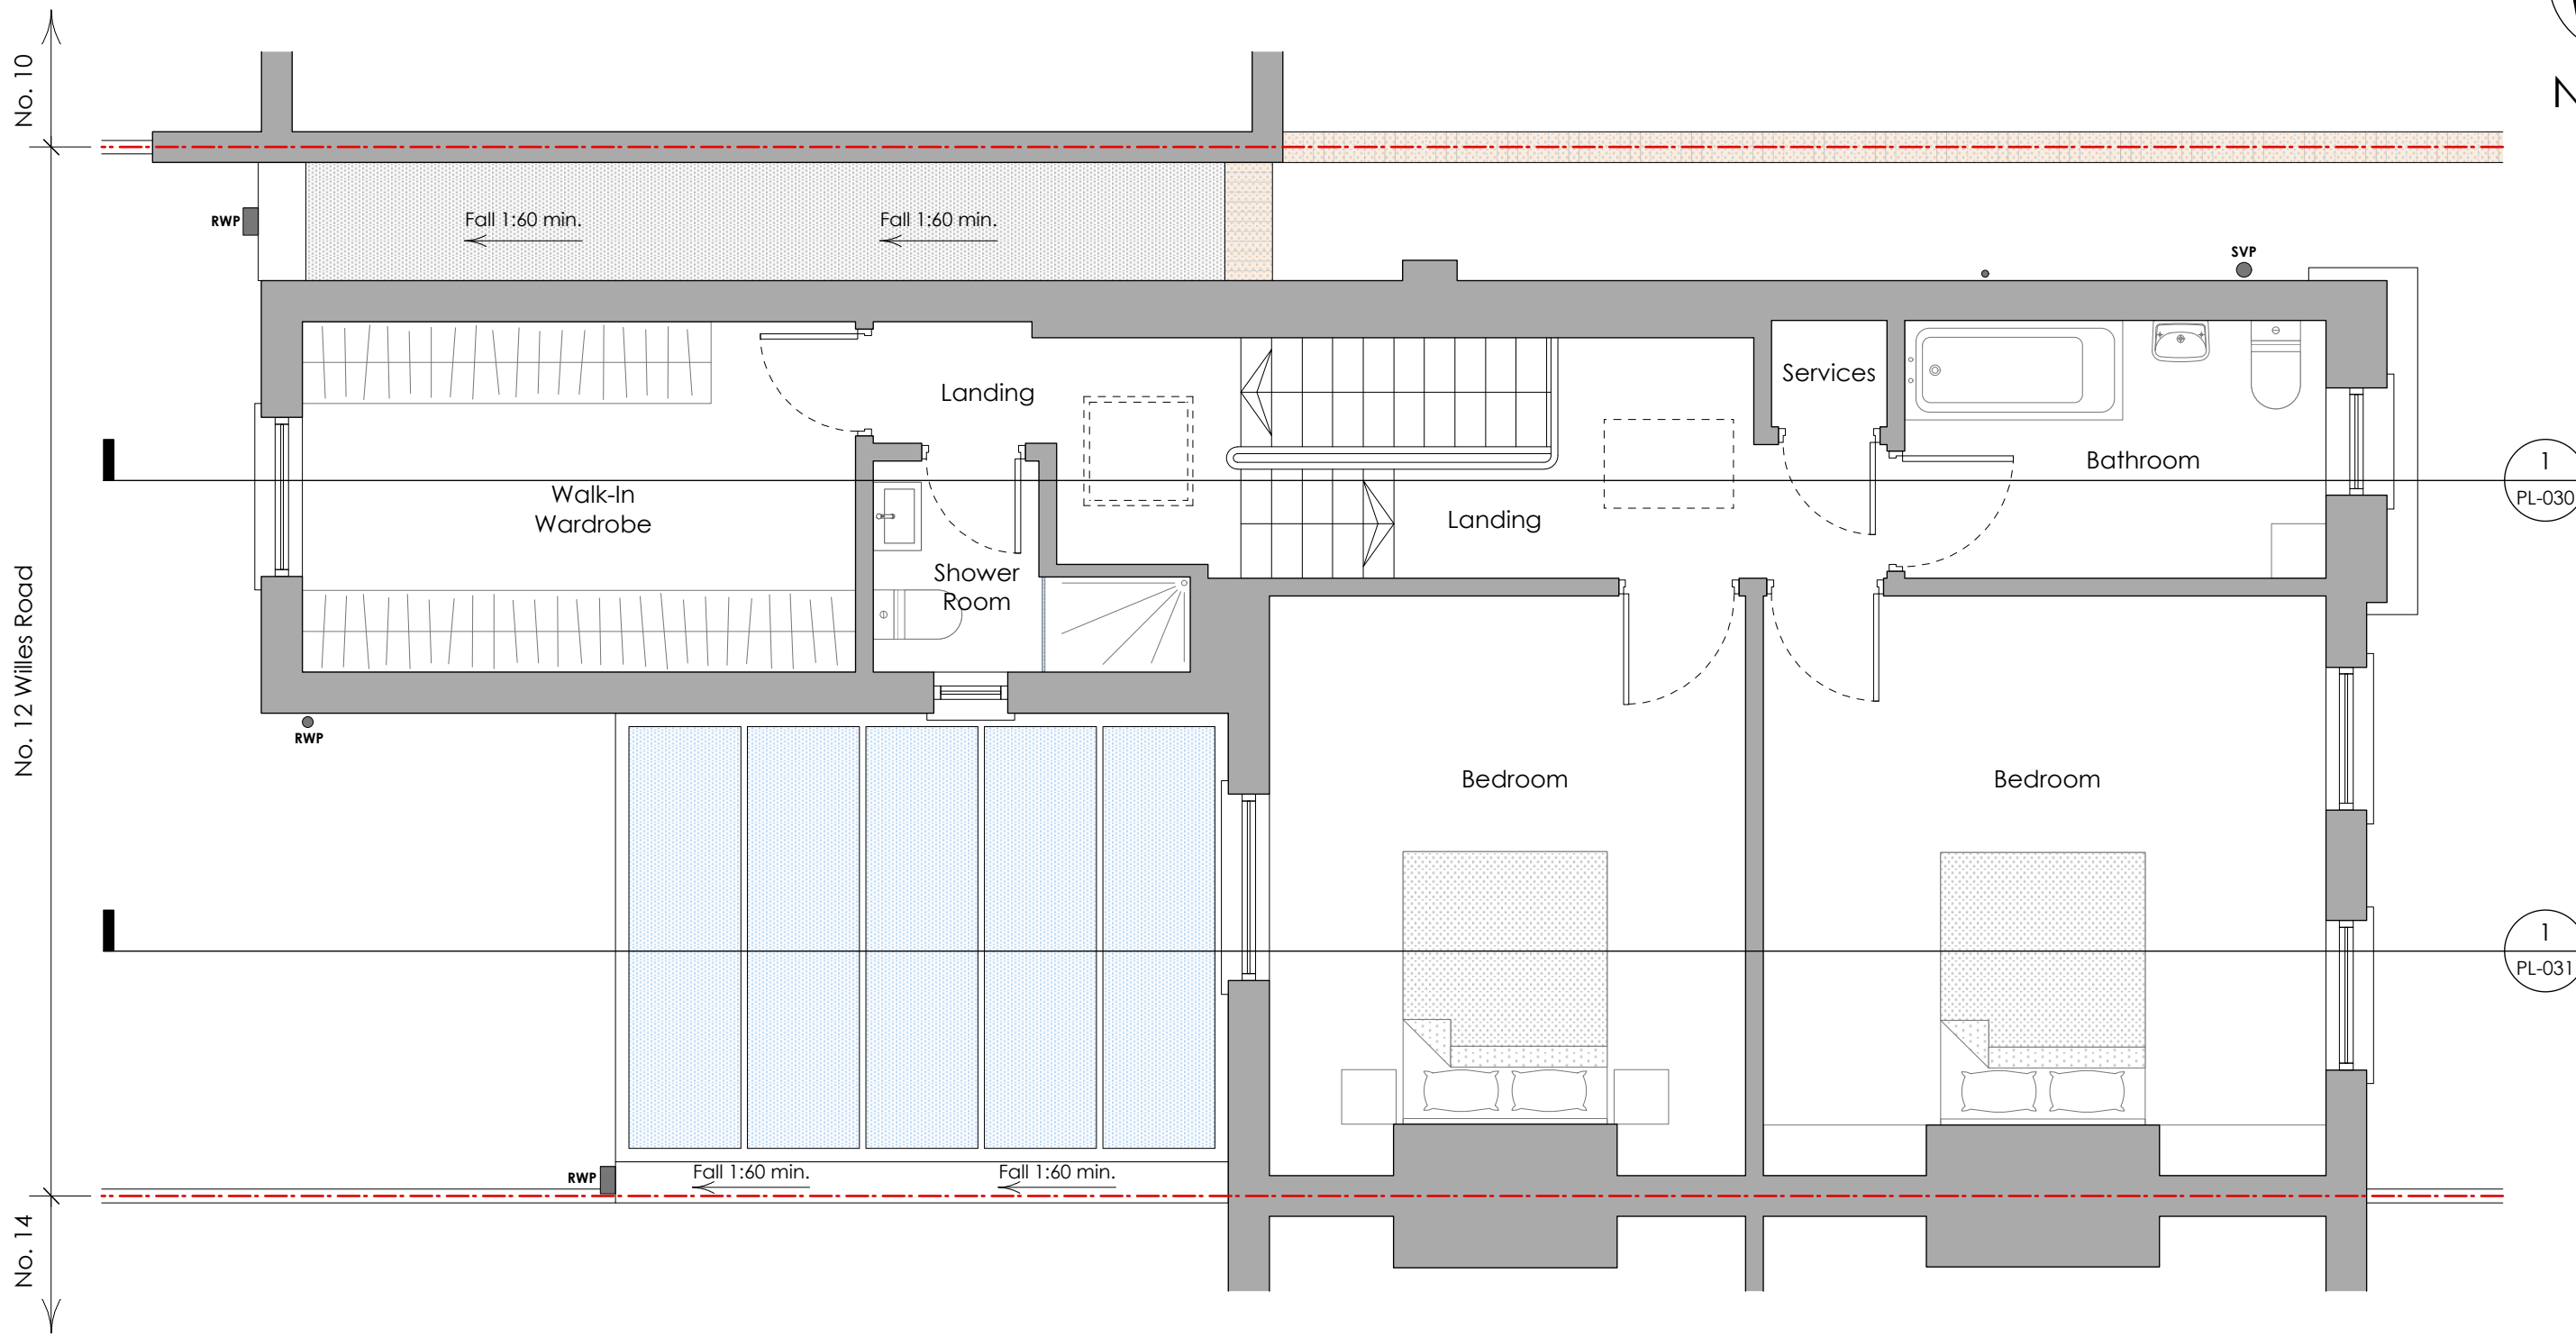 No. 10
N
RWP
Fall 1:60 min.
Fall 1:60 min.
SVP
Landing
Services
Bathroom
1
PL-030
Walk-In
Wardrobe
Landing
Shower
Room
No. 12 Willes Road
RWP
Bedroom
Bedroom
1
PL-031
RWP
Fall 1:60 min.
Fall 1:60 min.
No. 14